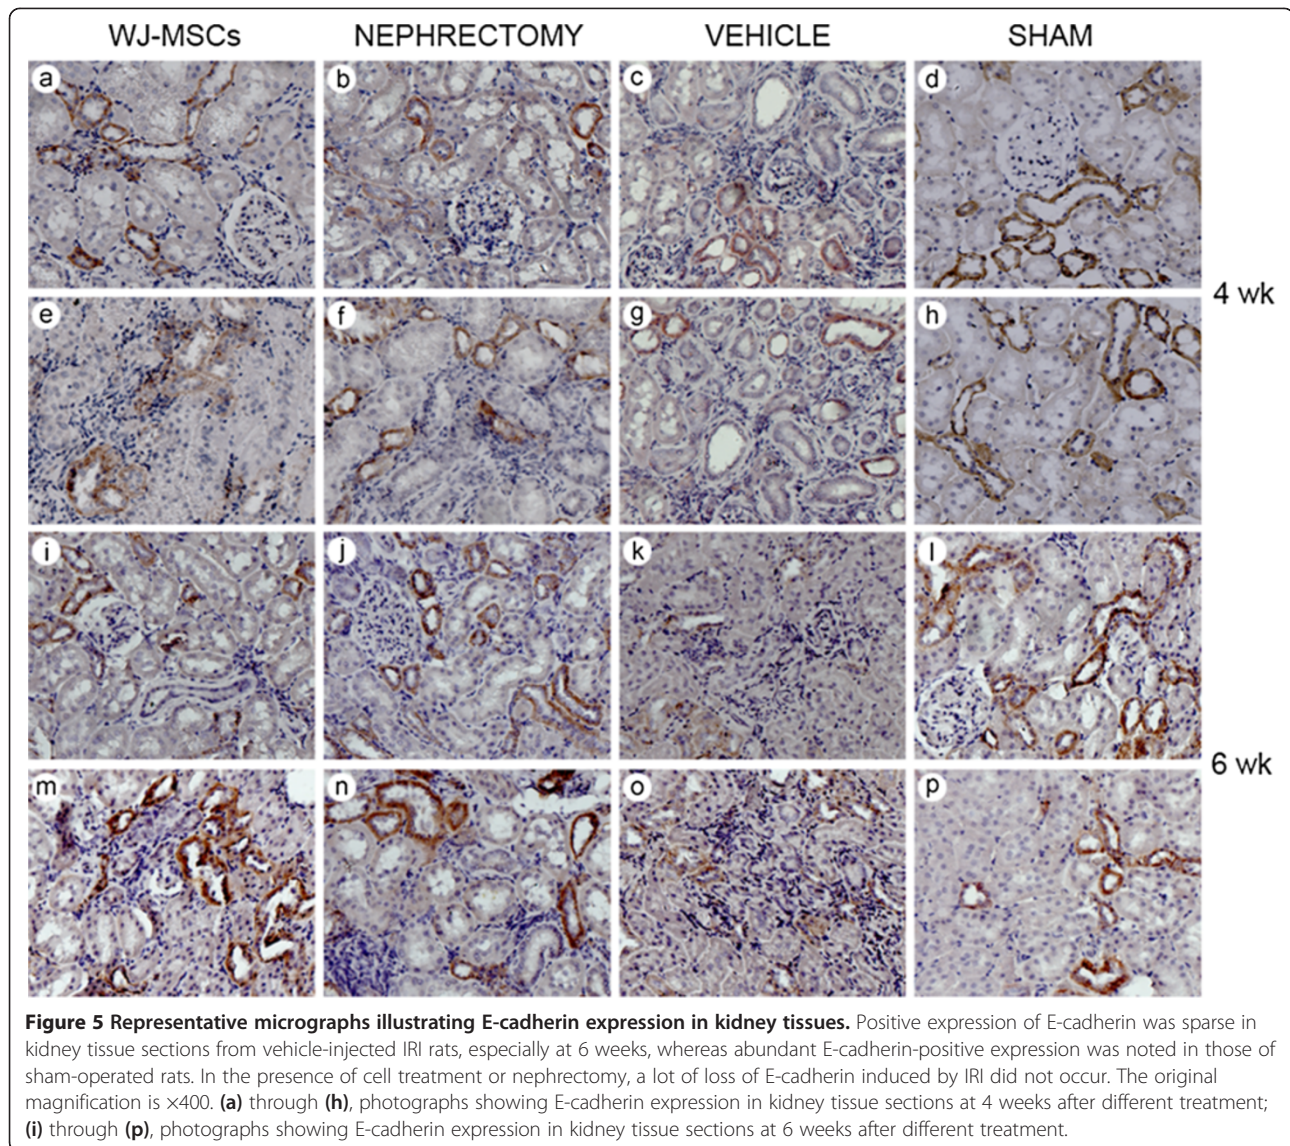 WJ-MSCs NEPHRECTOMY VEHICLE SHAM
a b c d
4 wk
e f g h
i j k l
6 wk
m n o p
Figure 5 Representative micrographs illustrating E-cadherin expression in kidney tissues. Positive expression of E-cadherin was sparse in
kidney tissue sections from vehicle-injected IRI rats, especially at 6 weeks, whereas abundant E-cadherin-positive expression was noted in those of
sham-operated rats. In the presence of cell treatment or nephrectomy, a lot of loss of E-cadherin induced by IRI did not occur. The original
magnification is ×400. (a) through (h), photographs showing E-cadherin expression in kidney tissue sections at 4 weeks after different treatment;
(i) through (p), photographs showing E-cadherin expression in kidney tissue sections at 6 weeks after different treatment.